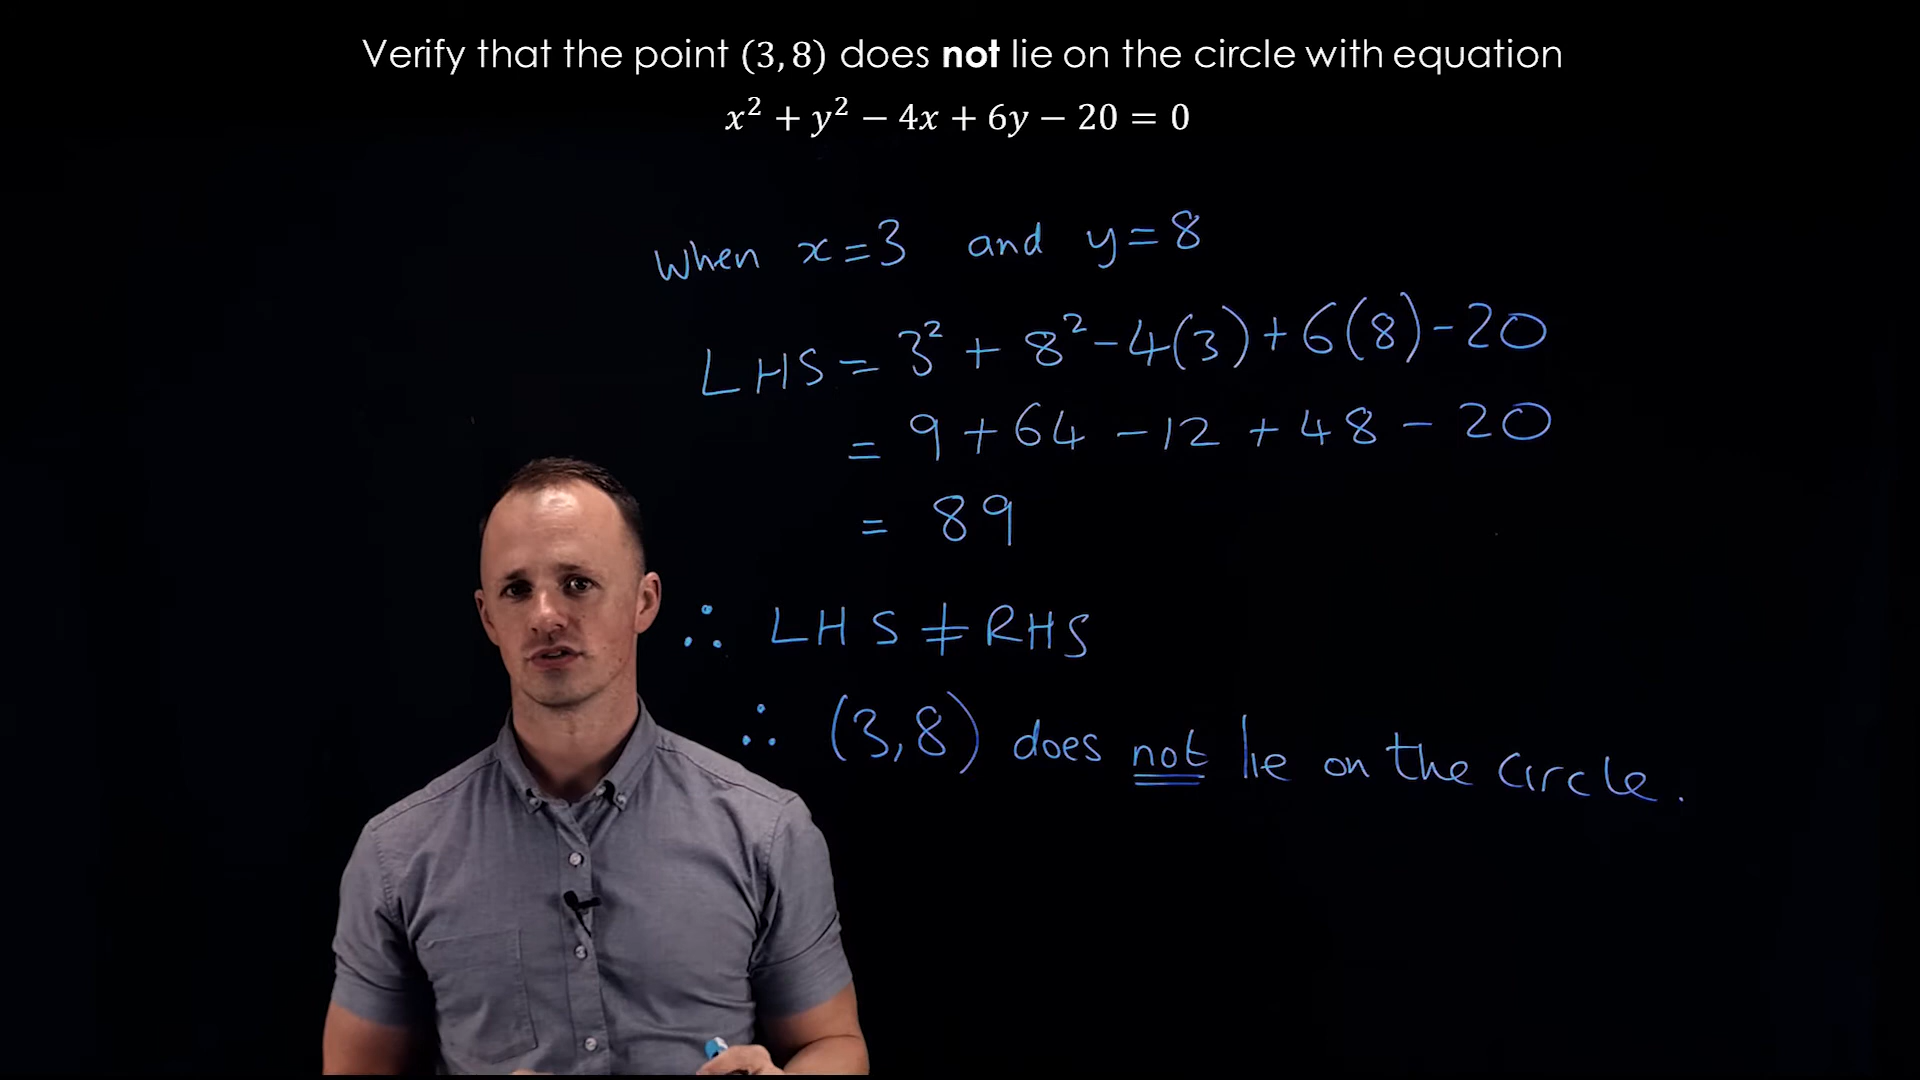 Verify that the point (3, 8) does not lie on the circle with equation
x² + y² − 4x + 6y − 20 = 0
When x=3 and y=8
LHS = 3² + 8² - 4(3) + 6(8) - 20
= 9 + 64 - 12 + 48 - 20
= 89
∴ LHS ≠ RHS
∴ (3,8) does not lie on the circle.